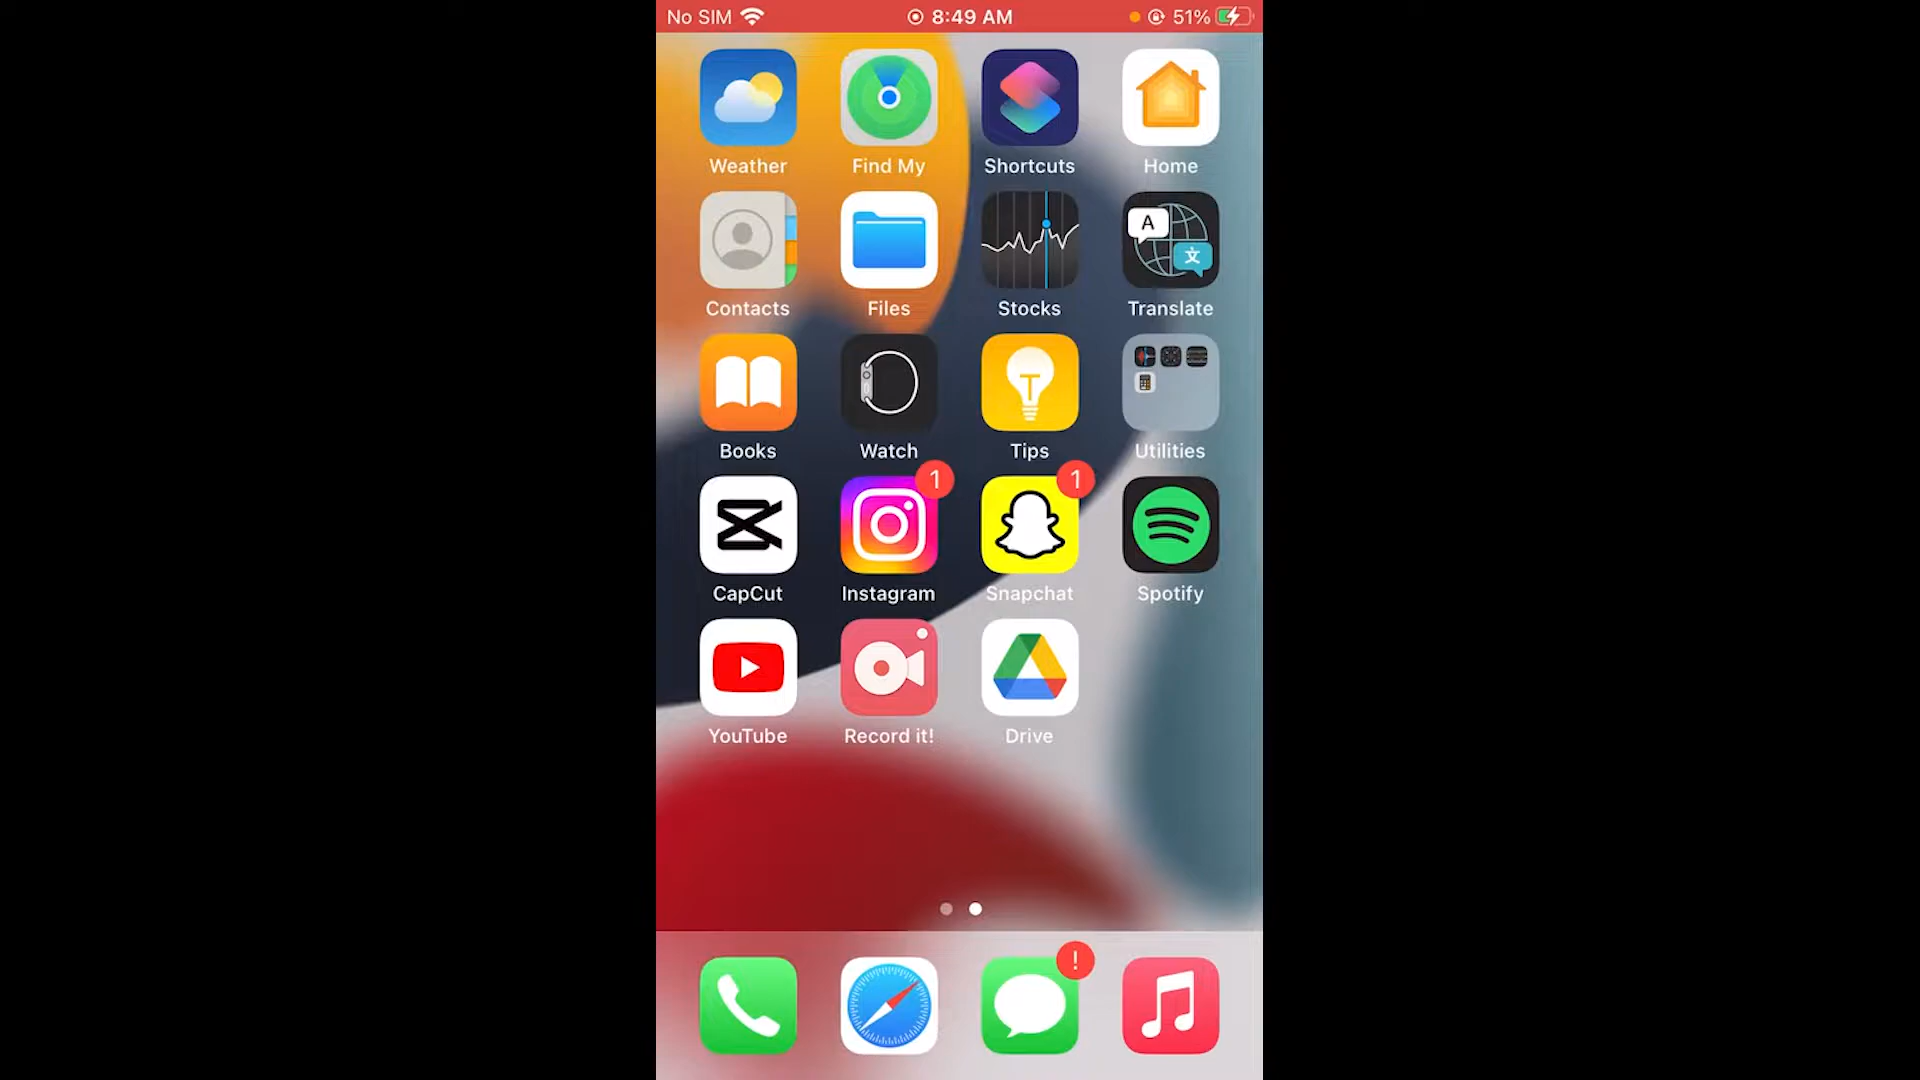 No SIM 8:49 AM 51%
Weather Find My Shortcuts Home
A 文
Contacts Files Stocks Translate
T
Books Watch Tips Utilities
1 1
CapCut Instagram Snapchat Spotify
YouTube Record it! Drive
!